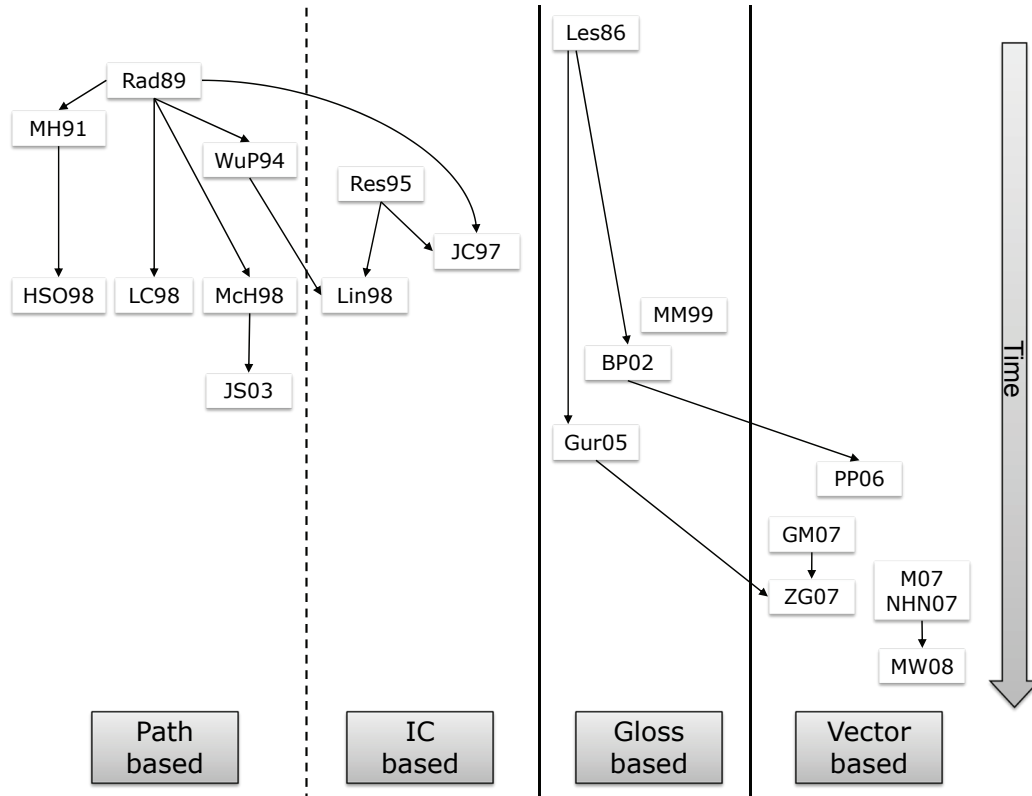 Les86
Rad89
MH91
WuP94
Res95
JC97
HSO98
LC98
McH98
Lin98
MM99
BP02
JS03
Gur05
PP06
GM07
ZG07
M07
NHN07
MW08
Time
Path
based
IC
based
Gloss
based
Vector
based